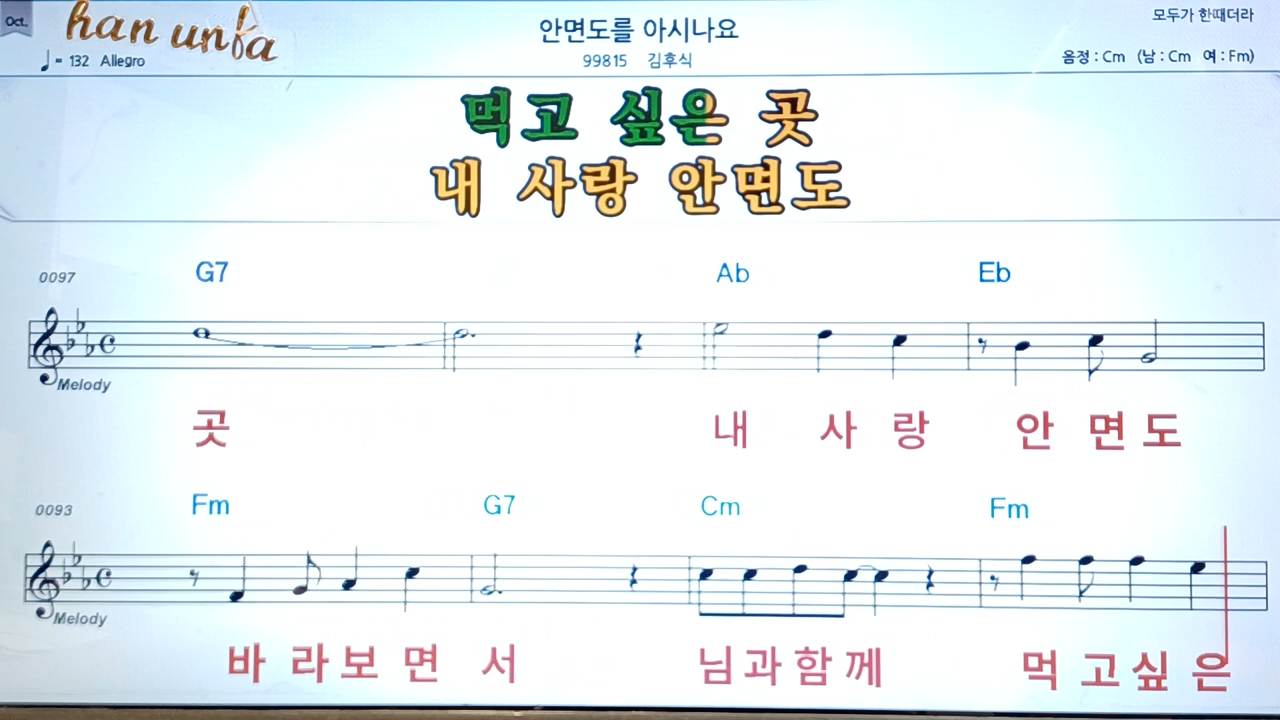 Oct.
han unfa
안면도를 아시나요
모두가 한때더라
♩= 132 Allegro
99815 김후식
음정 : Cm (남 : Cm 여 : Fm)
먹고 싶은 곳
내 사랑 안면도
0097 G7 Ab Eb
Melody
곳 내 사 랑 안 면 도
0093 Fm G7 Cm Fm
Melody
바 라 보 면 서 님 과 함 께 먹 고 싶 은